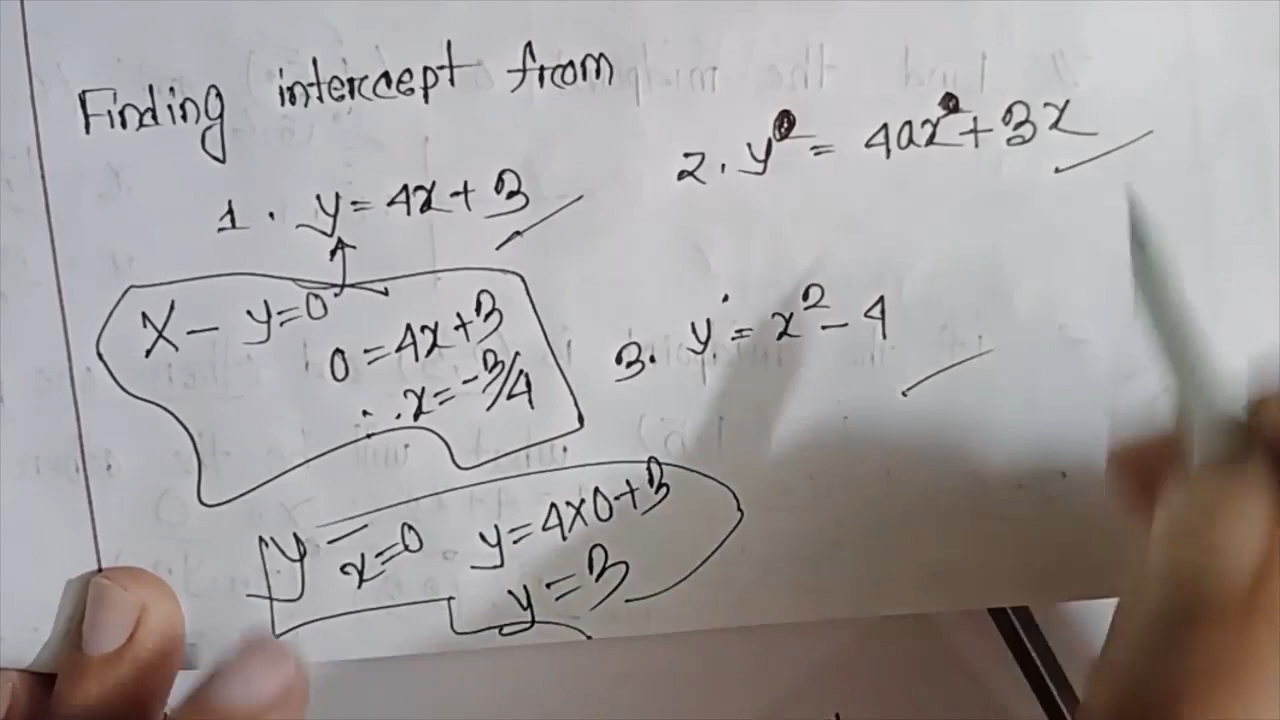 Finding intercept from
1. y = 4x + 3
X - y=0
0 = 4x+3
∴ x = -3/4
y - x=0 y = 4×0+3
y = 3
2. y = 4ax + 3x
3. y = x² - 4